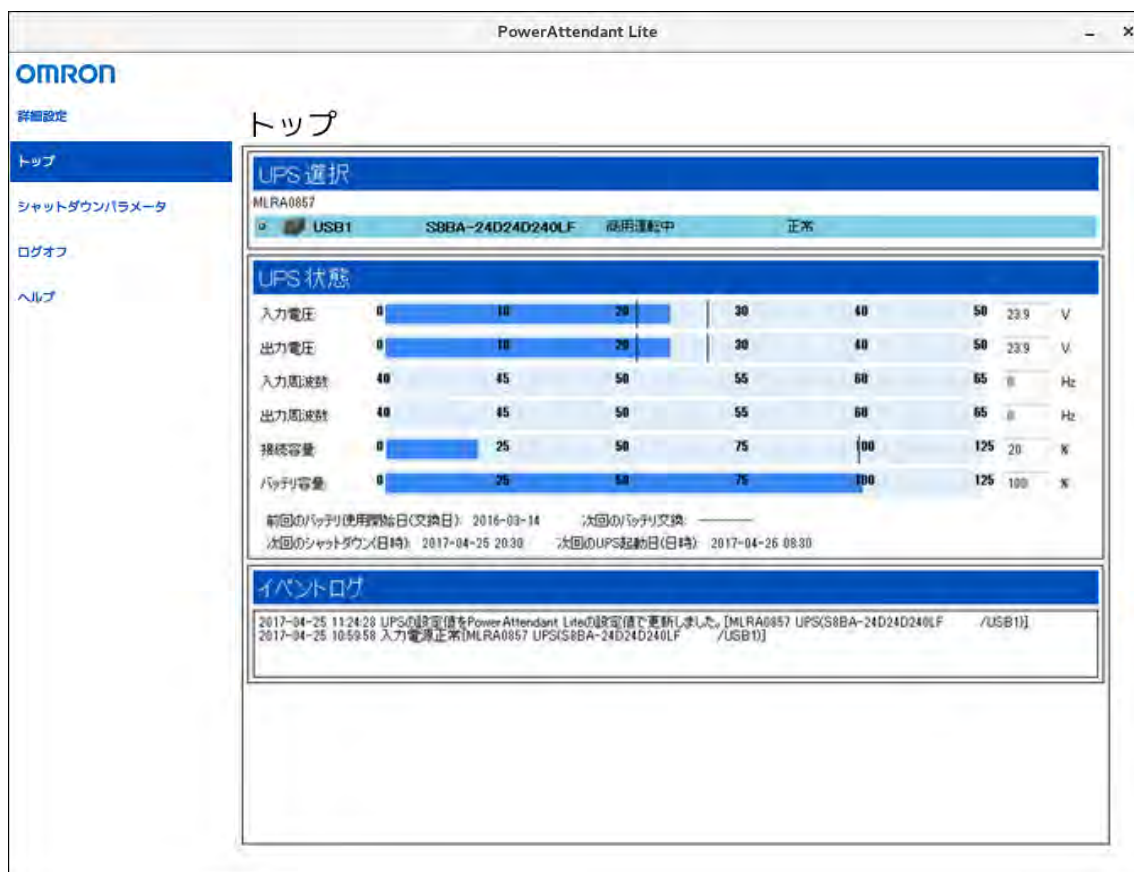 PowerAttendant Lite
OMRON
詳細設定
トップ
シャットダウンパラメータ
ログオフ
ヘルプ
トップ
UPS 選択
MLRA0857
USB1 S8BA-24D24D240LF 商用運転中 正常
UPS 状態
入力電圧 0 10 20 30 40 50 23.9 V
出力電圧 0 10 20 30 40 50 23.9 V
入力周波数 40 45 50 55 60 65 0 Hz
出力周波数 40 45 50 55 60 65 0 Hz
接続容量 0 25 50 75 100 125 20 %
バッテリ容量 0 25 50 75 100 125 100 %
前回のバッテリ使用開始日(交換日): 2016-03-14 次回のバッテリ交換: ————
次回のシャットダウン(日時): 2017-04-25 20:30 次回のUPS起動日(日時): 2017-04-26 08:30
イベントログ
2017-04-25 11:24:28 UPSの設定値をPowerAttendant Liteの設定値で更新しました。[MLRA0857 UPS(S8BA-24D24D240LF /USB1)]
2017-04-25 10:59:58 入力電源正常[MLRA0857 UPS(S8BA-24D24D240LF /USB1)]